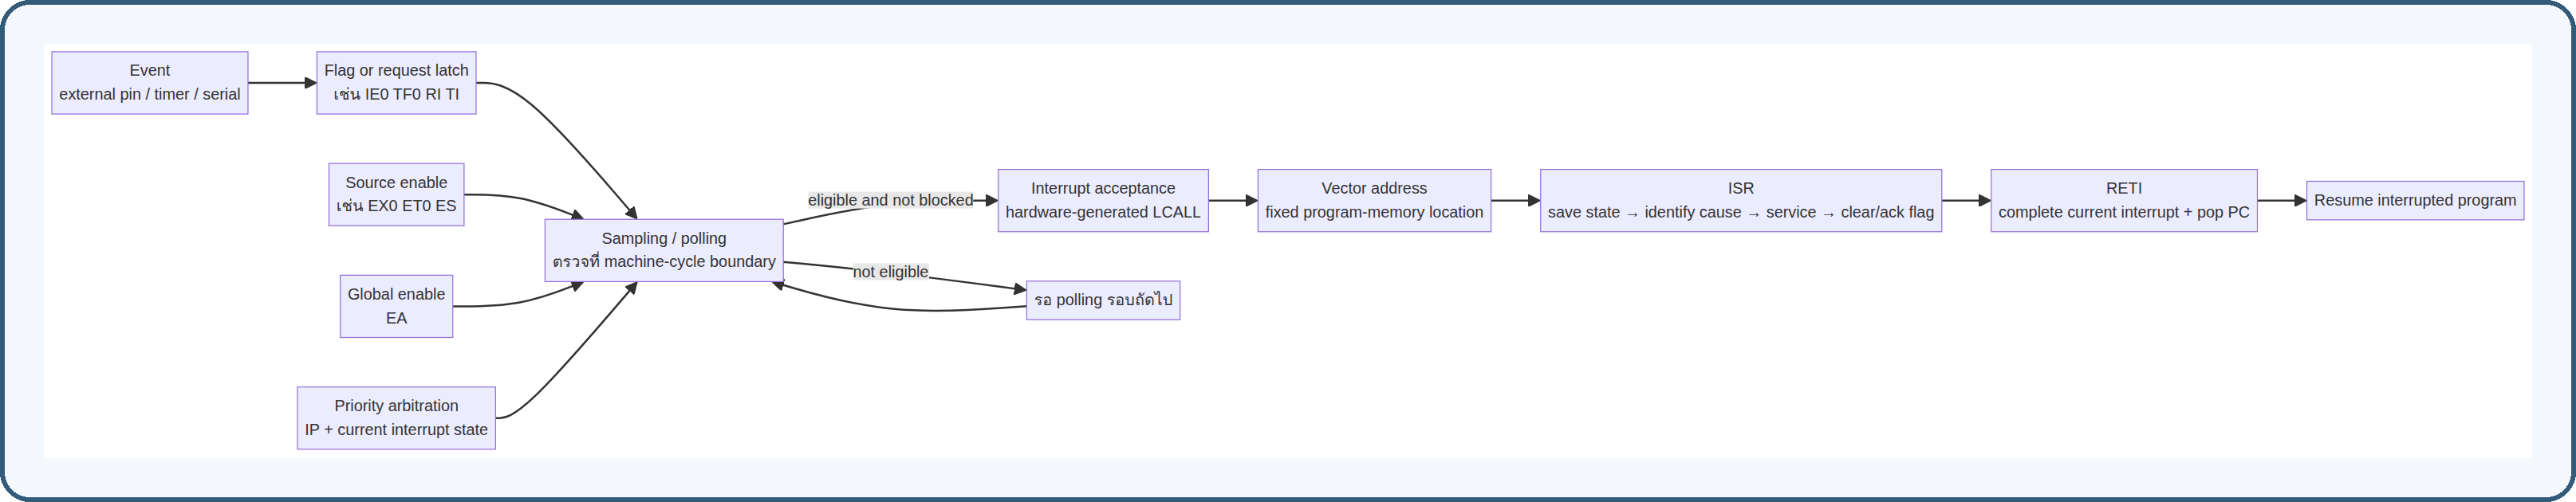 Event
external pin / timer / serial
Flag or request latch
เช่น IE0 TF0 RI TI
Source enable
เช่น EX0 ET0 ES
Global enable
EA
Priority arbitration
IP + current interrupt state
Sampling / polling
ตรวจที่ machine-cycle boundary
eligible and not blocked
not eligible
รอ polling รอบถัดไป
Interrupt acceptance
hardware-generated LCALL
Vector address
fixed program-memory location
ISR
save state → identify cause → service → clear/ack flag
RETI
complete current interrupt + pop PC
Resume interrupted program